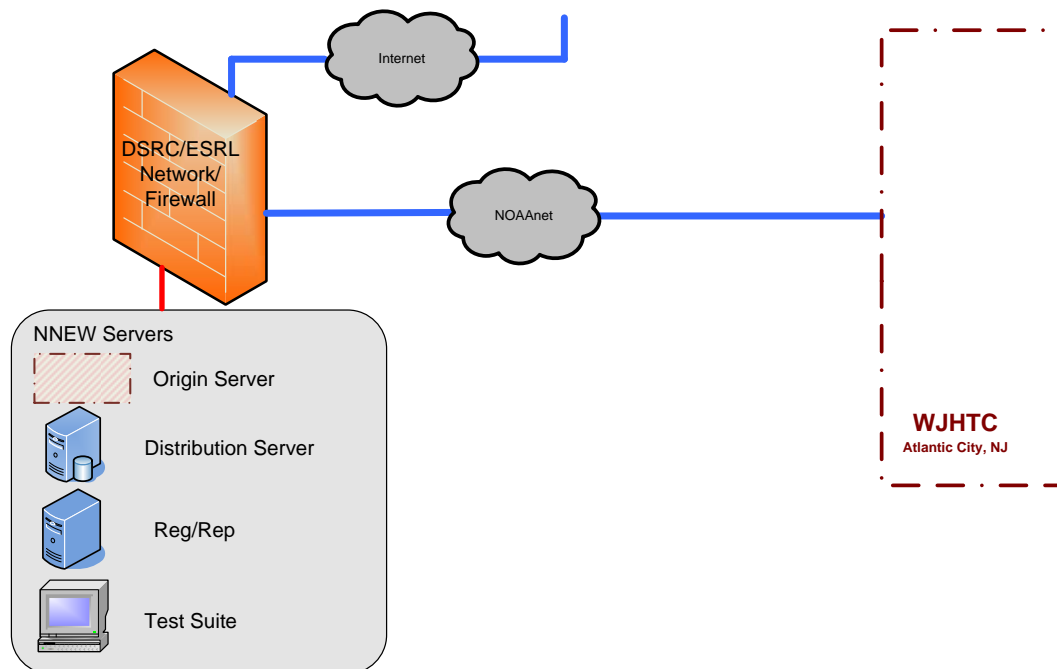 Internet
DSRC/ESRL
Network/
Firewall
NOAAnet
NNEW Servers
Origin Server
Distribution Server
Reg/Rep
Test Suite
WJHTC
Atlantic City, NJ